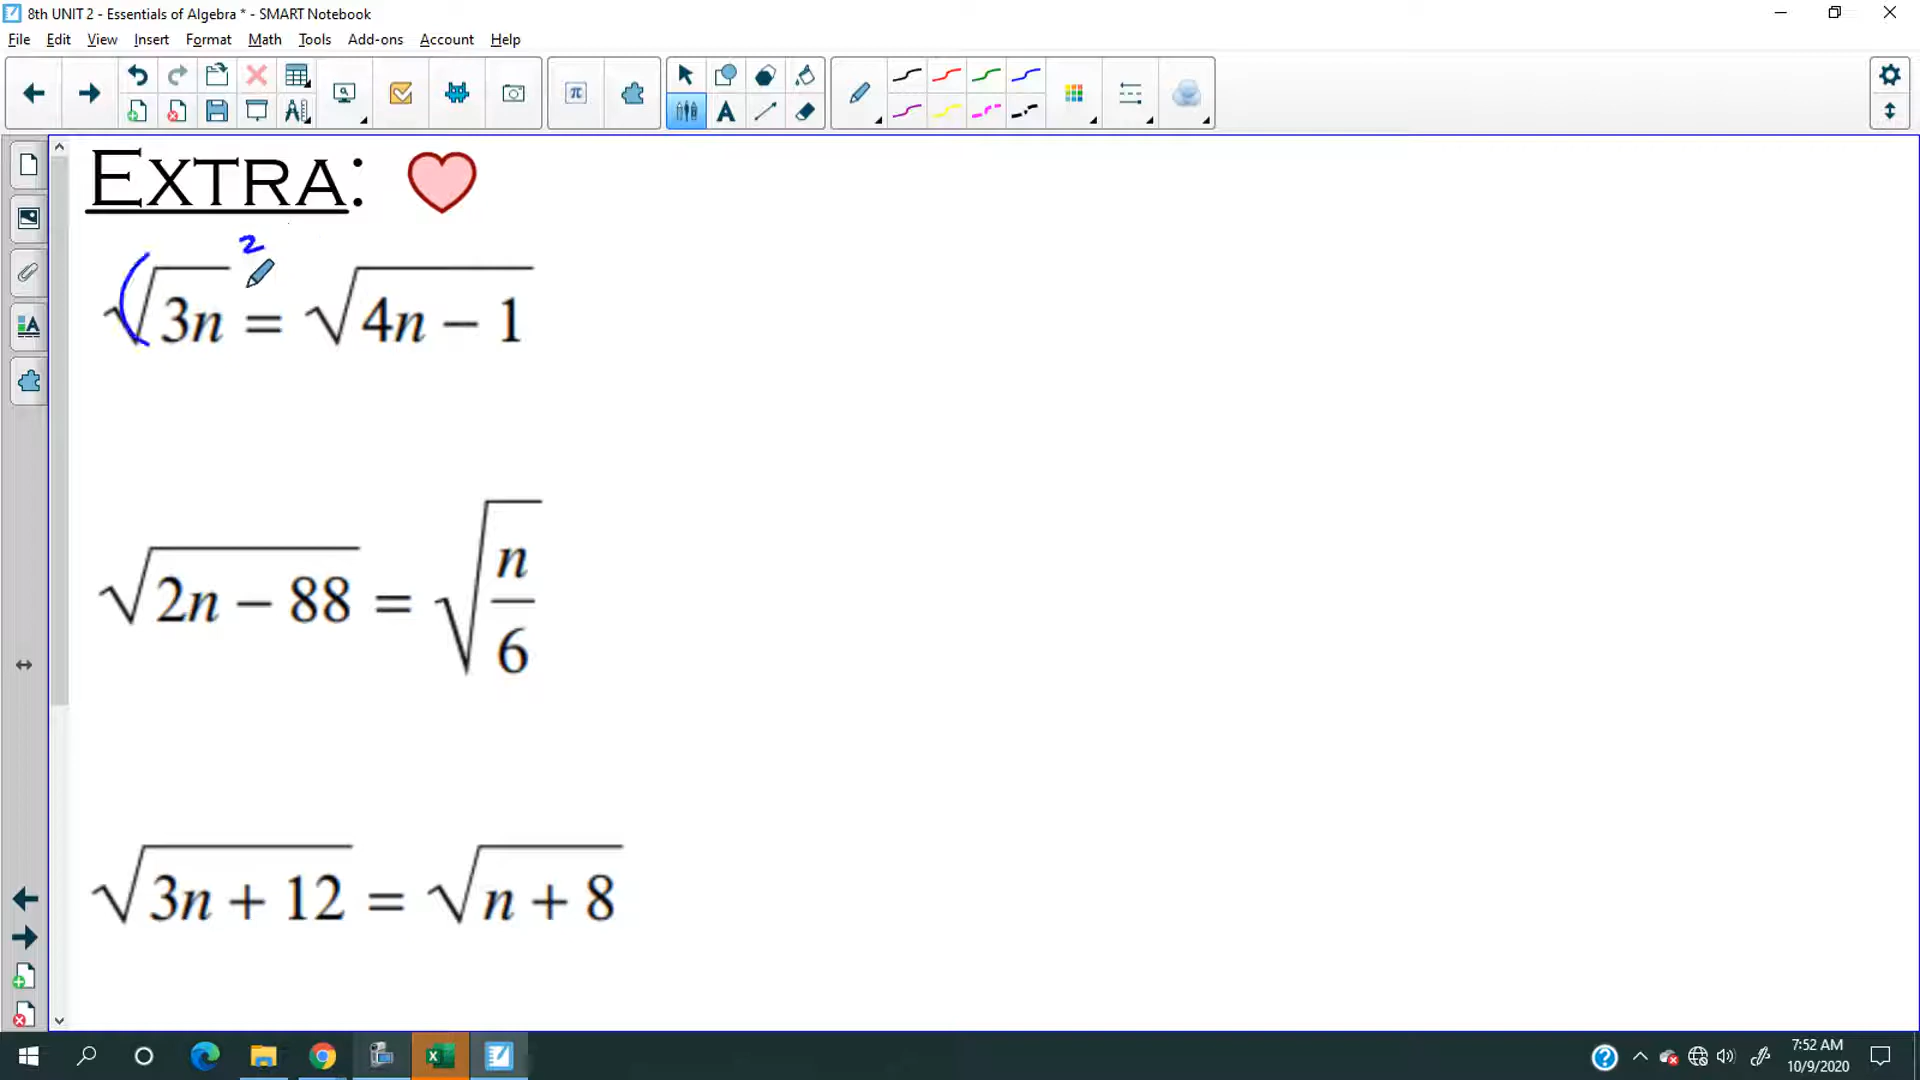 8th UNIT 2 - Essentials of Algebra * - SMART Notebook
File Edit View Insert Format Math Tools Add-ons Account Help
EXTRA:
(√3n ² = √4n − 1
√2n − 88 = √n/6
√3n + 12 = √n + 8
7:52 AM
10/9/2020